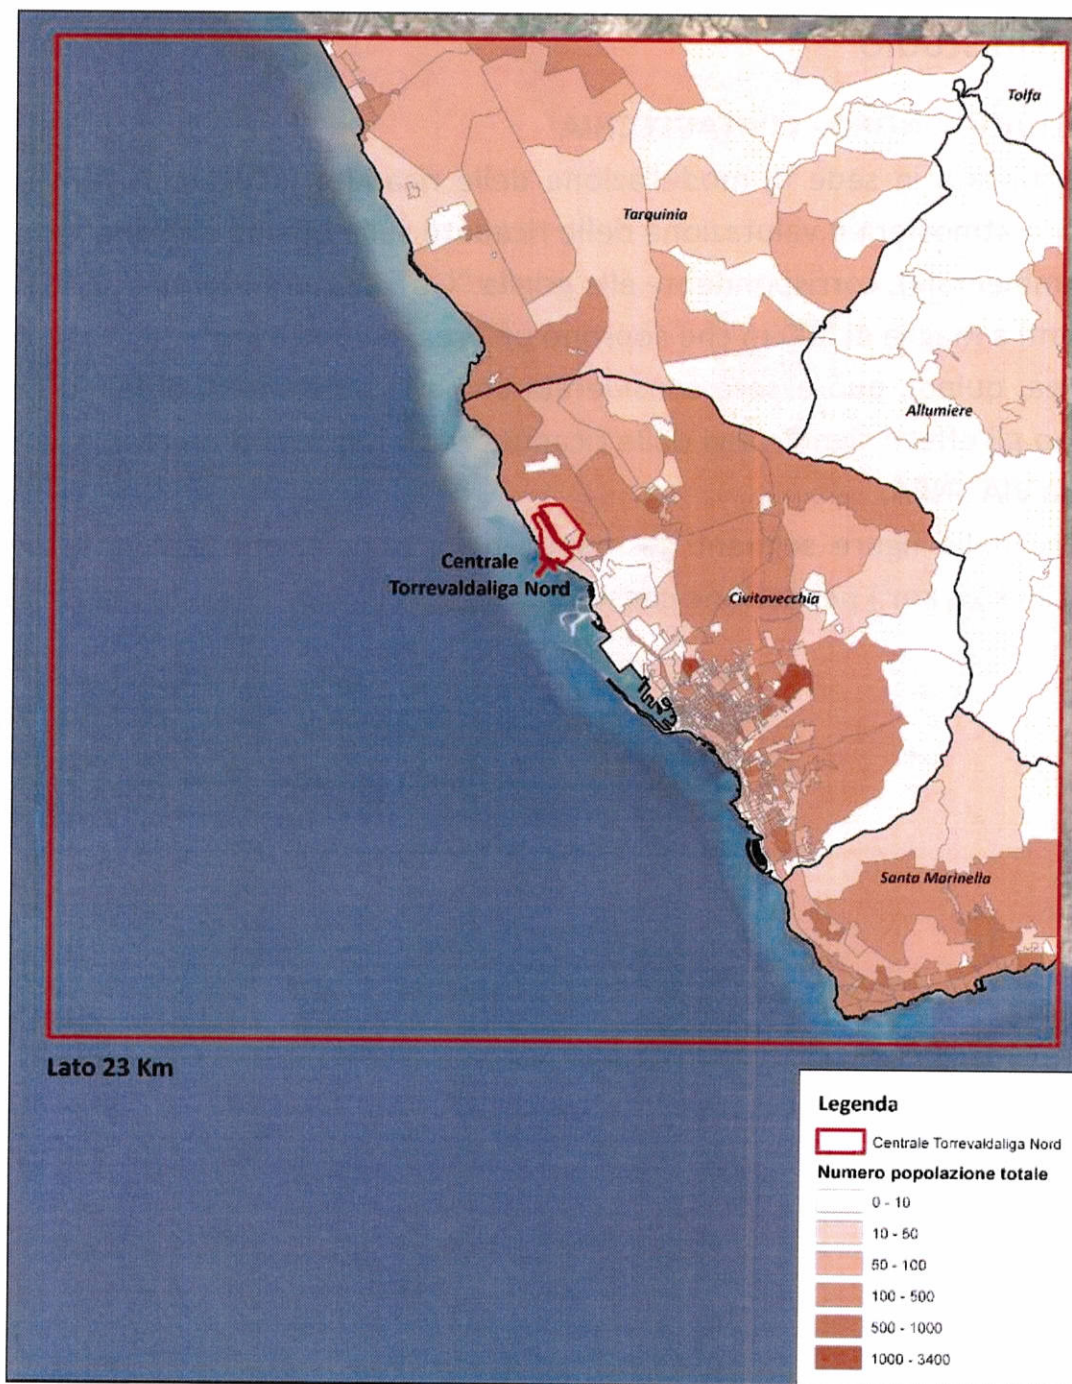 Tolfa
Tarquinia
Allumiere
Centrale
Torrevaldaliga Nord
Civitavecchia
Santa Marinella
Lato 23 Km
Legenda
Centrale Torrevaldaliga Nord
Numero popolazione totale
0 - 10
10 - 50
50 - 100
100 - 500
500 - 1000
1000 - 3400